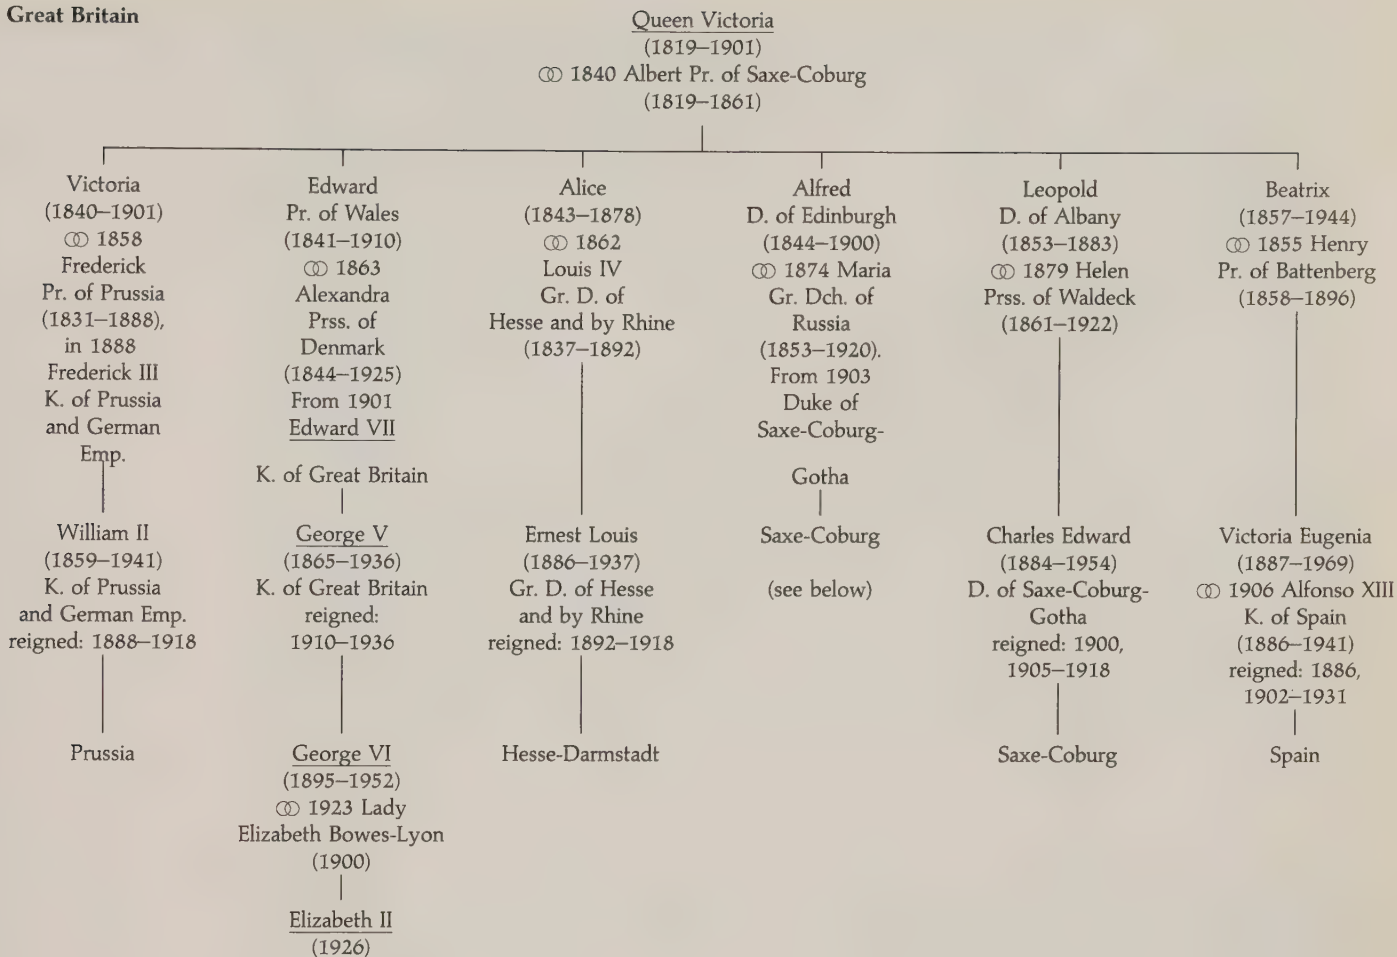 Great Britain
Queen Victoria
(1819–1901)
⚭ 1840 Albert Pr. of Saxe-Coburg
(1819–1861)
Victoria
(1840–1901)
⚭ 1858
Frederick
Pr. of Prussia
(1831–1888),
in 1888
Frederick III
K. of Prussia
and German
Emp.
William II
(1859–1941)
K. of Prussia
and German Emp.
reigned: 1888–1918
Prussia
Edward
Pr. of Wales
(1841–1910)
⚭ 1863
Alexandra
Prss. of
Denmark
(1844–1925)
From 1901
Edward VII
K. of Great Britain
George V
(1865–1936)
K. of Great Britain
reigned:
1910–1936
George VI
(1895–1952)
⚭ 1923 Lady
Elizabeth Bowes-Lyon
(1900)
Elizabeth II
(1926)
Alice
(1843–1878)
⚭ 1862
Louis IV
Gr. D. of
Hesse and by Rhine
(1837–1892)
Ernest Louis
(1886–1937)
Gr. D. of Hesse
and by Rhine
reigned: 1892–1918
Hesse-Darmstadt
Alfred
D. of Edinburgh
(1844–1900)
⚭ 1874 Maria
Gr. Dch. of
Russia
(1853–1920).
From 1903
Duke of
Saxe-Coburg-
Gotha
Saxe-Coburg
(see below)
Leopold
D. of Albany
(1853–1883)
⚭ 1879 Helen
Prss. of Waldeck
(1861–1922)
Charles Edward
(1884–1954)
D. of Saxe-Coburg-
Gotha
reigned: 1900,
1905–1918
Saxe-Coburg
Beatrix
(1857–1944)
⚭ 1855 Henry
Pr. of Battenberg
(1858–1896)
Victoria Eugenia
(1887–1969)
⚭ 1906 Alfonso XIII
K. of Spain
(1886–1941)
reigned: 1886,
1902–1931
Spain